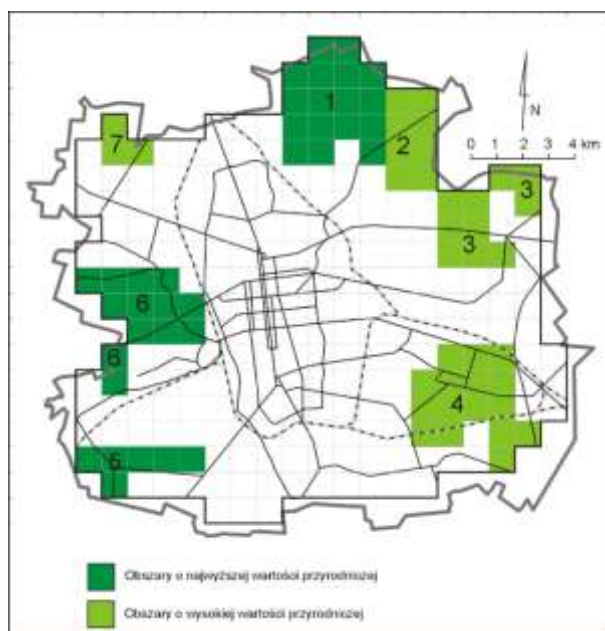 1
2
N
0 1 2 3 4 km
7
3
3
6
6
4
6
Obszary o najwyższej wartości przyrodniczej
Obszary o wysokiej wartości przyrodniczej